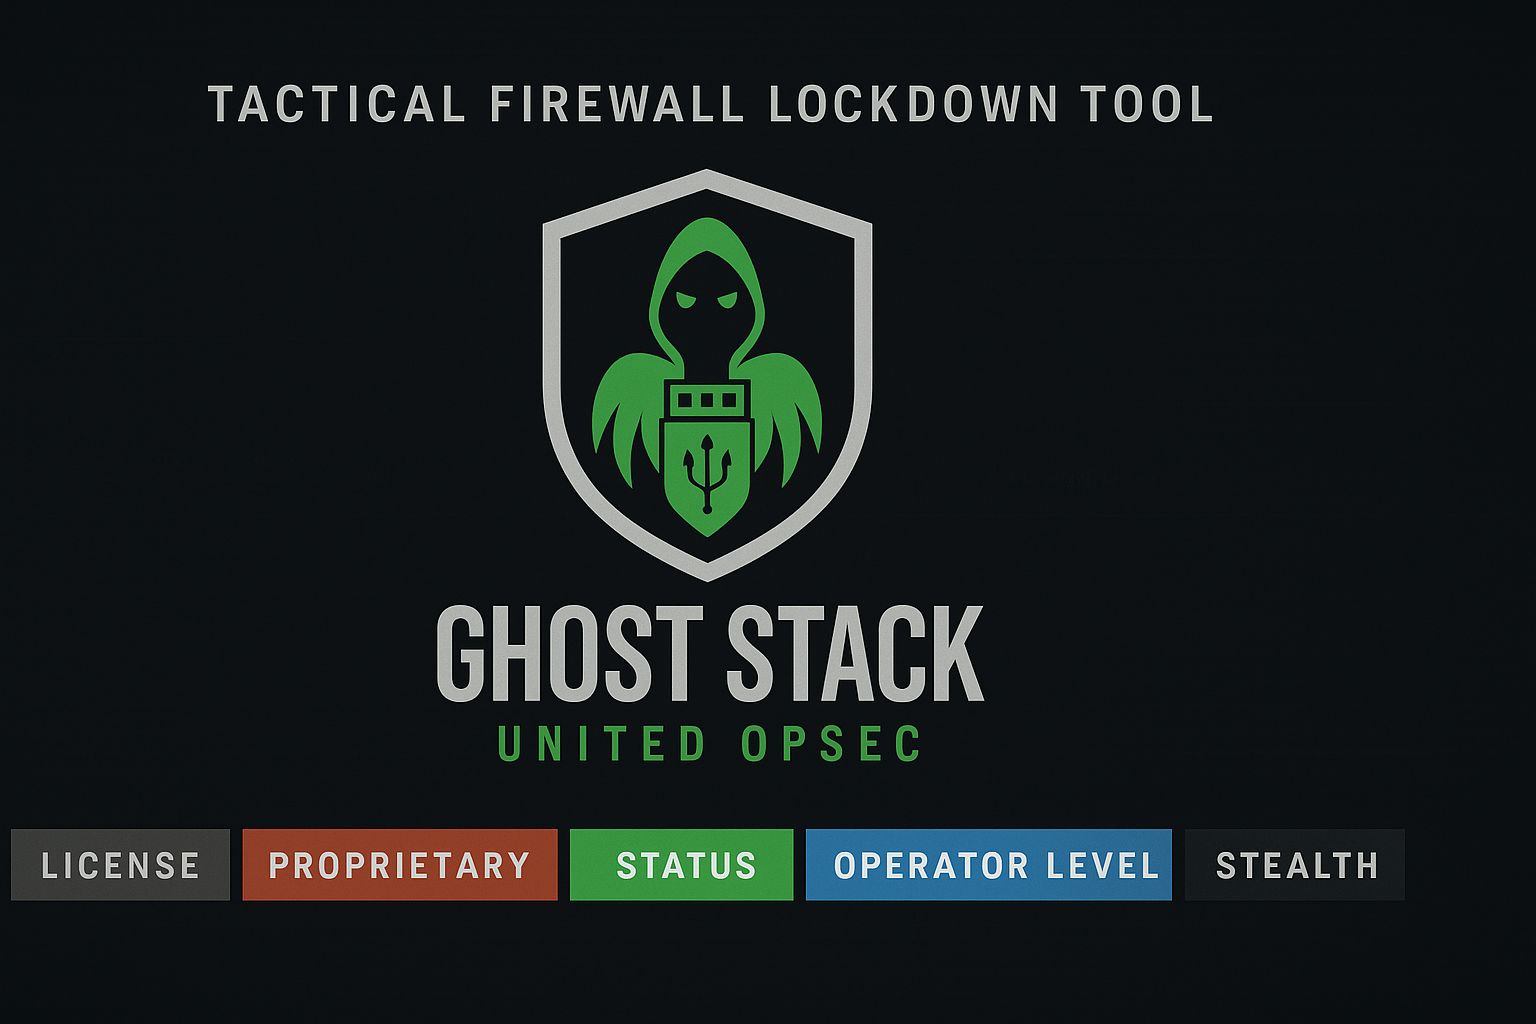 TACTICAL FIREWALL LOCKDOWN TOOL
GHOST STACK
UNITED OPSEC
LICENSE PROPRIETARY STATUS OPERATOR LEVEL STEALTH